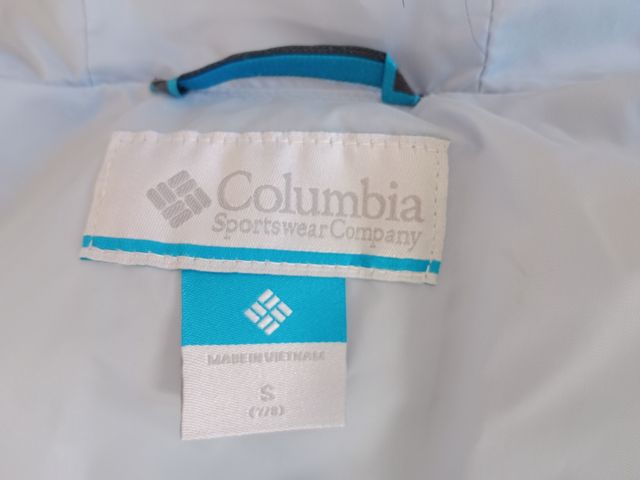 Columbia
Sportswear Company
MADE IN VIETNAM
S
(7/8)